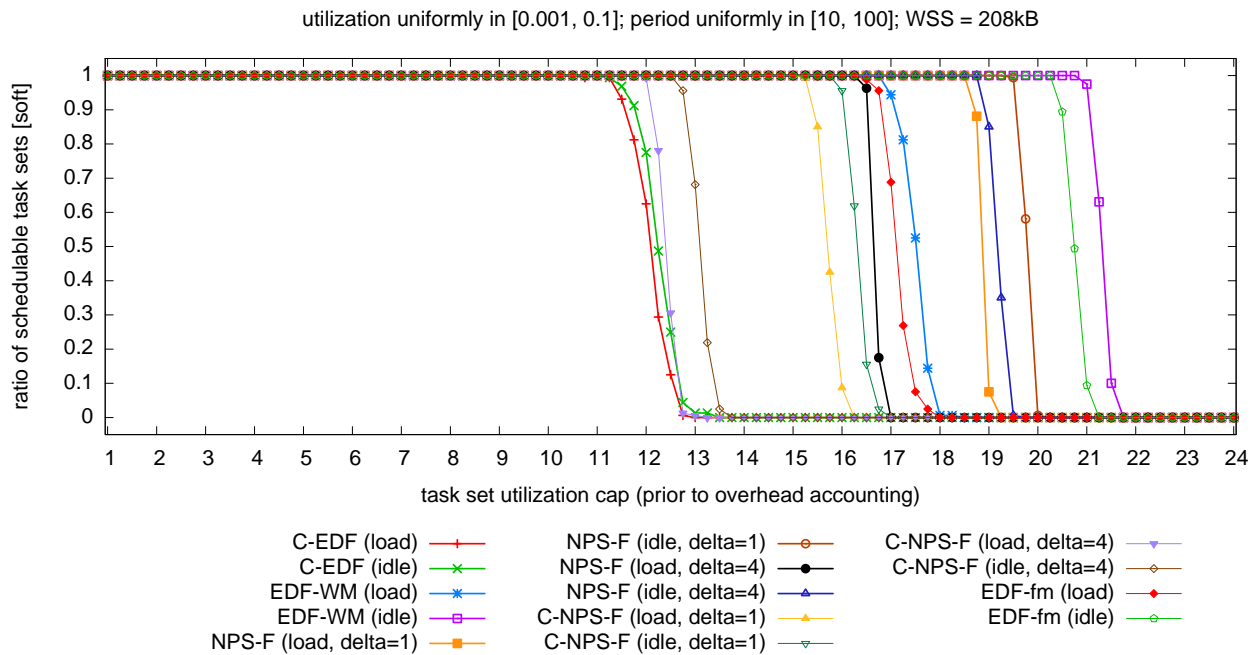 utilization uniformly in [0.001, 0.1]; period uniformly in [10, 100]; WSS = 208kB
ratio of schedulable task sets [soft]
1
0.9
0.8
0.7
0.6
0.5
0.4
0.3
0.2
0.1
0
1 2 3 4 5 6 7 8 9 10 11 12 13 14 15 16 17 18 19 20 21 22 23 24
task set utilization cap (prior to overhead accounting)
C-EDF (load)
C-EDF (idle)
EDF-WM (load)
EDF-WM (idle)
NPS-F (load, delta=1)
NPS-F (idle, delta=1)
NPS-F (load, delta=4)
NPS-F (idle, delta=4)
C-NPS-F (load, delta=1)
C-NPS-F (idle, delta=1)
C-NPS-F (load, delta=4)
C-NPS-F (idle, delta=4)
EDF-fm (load)
EDF-fm (idle)